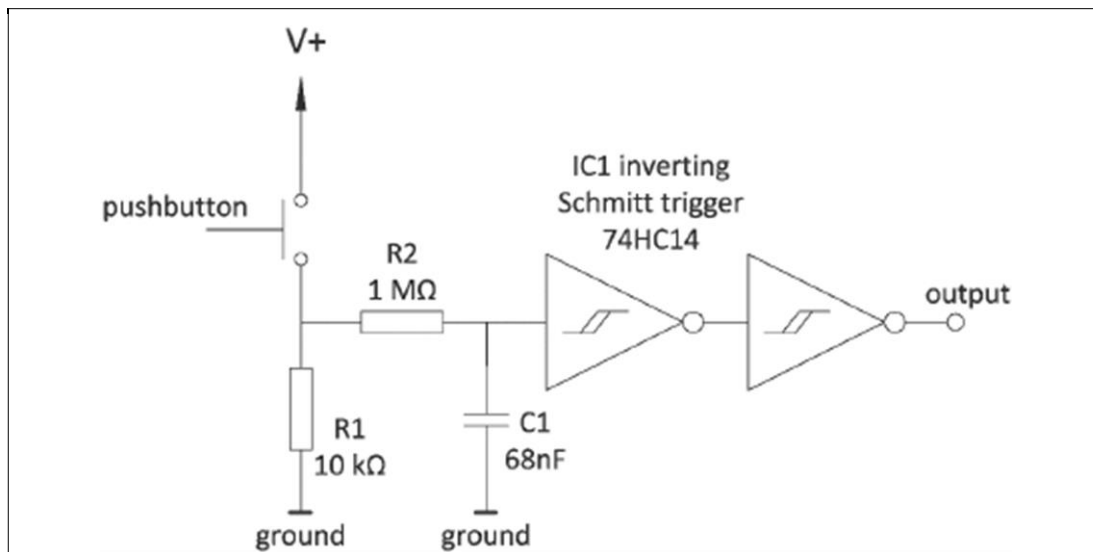 V+
IC1 inverting
Schmitt trigger
74HC14
pushbutton
R2
1 MΩ
output
R1
10 kΩ
C1
68nF
ground
ground